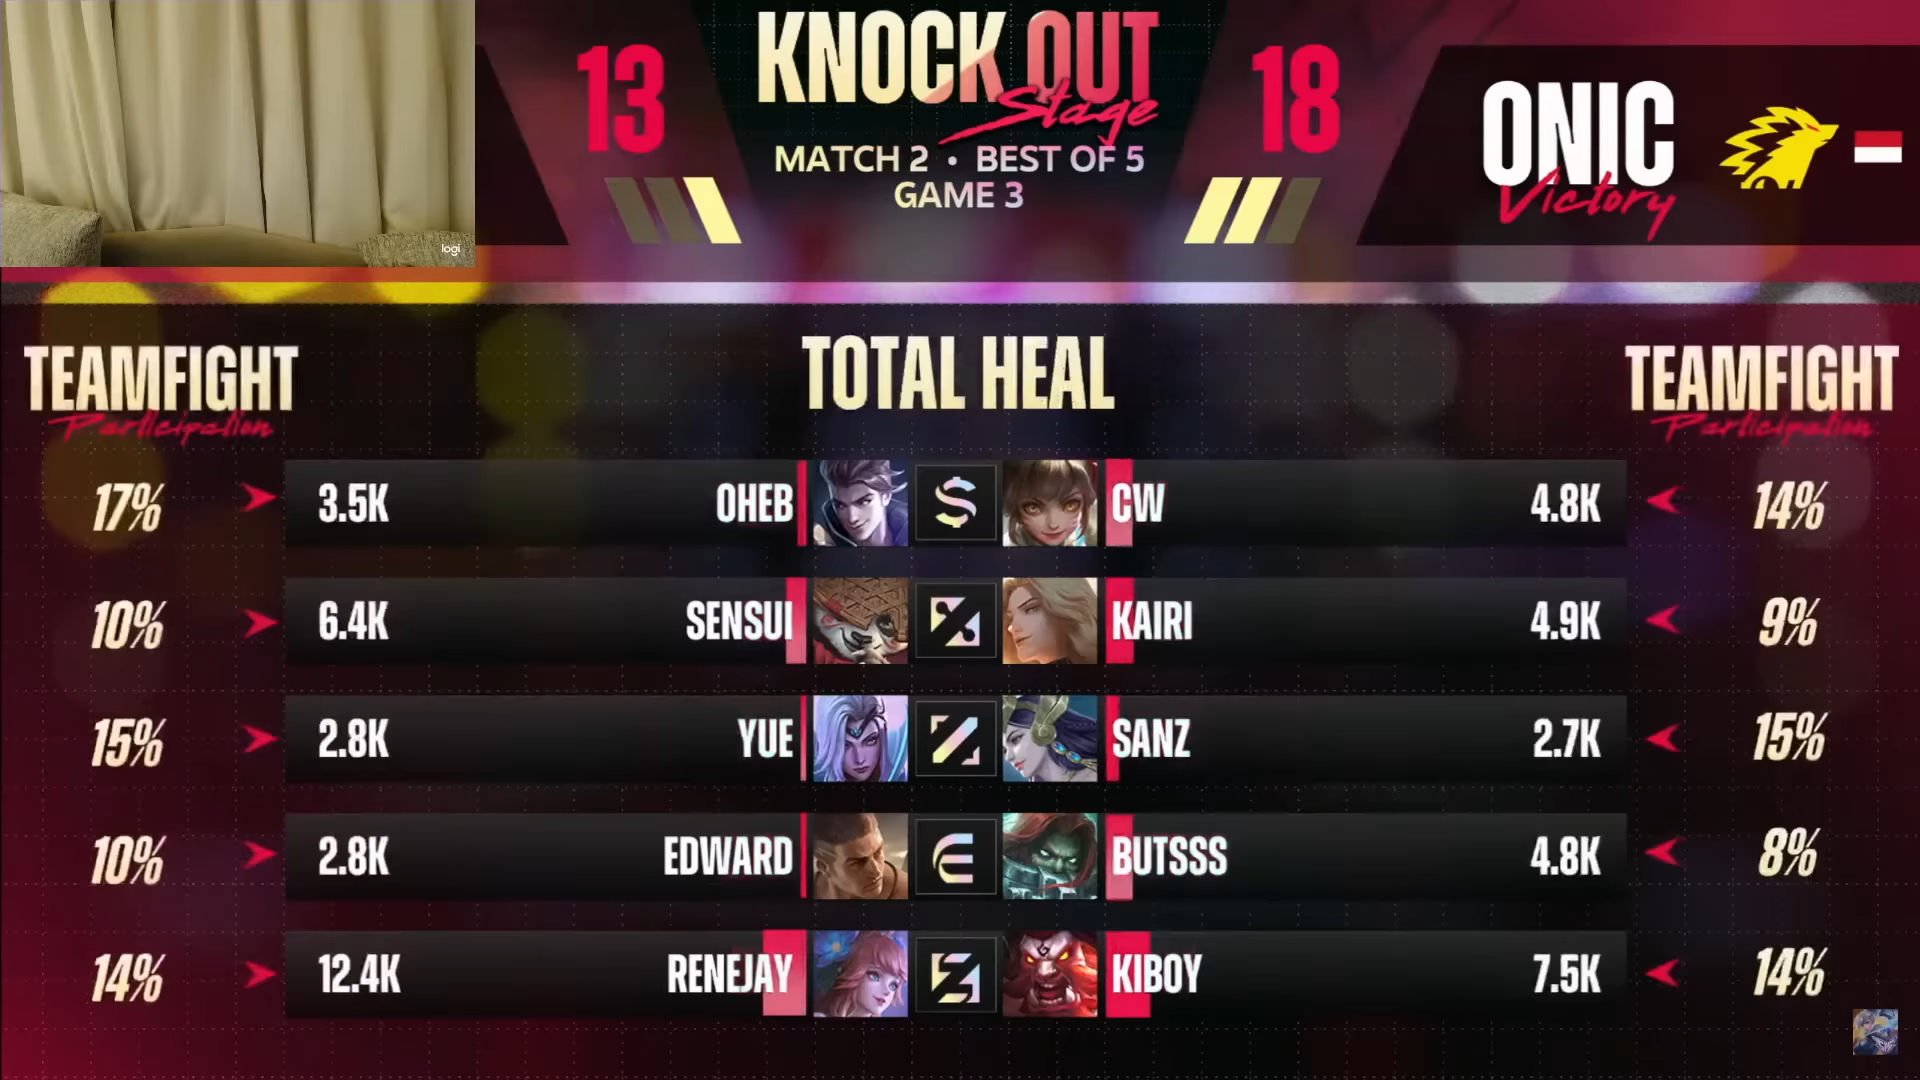 logi
13
KNOCK OUT
Stage
MATCH 2 • BEST OF 5
GAME 3
18
ONIC
Victory
TEAMFIGHT
Participation
TOTAL HEAL
TEAMFIGHT
Participation
17% 3.5K OHEB CW 4.8K 14%
10% 6.4K SENSUI KAIRI 4.9K 9%
15% 2.8K YUE SANZ 2.7K 15%
10% 2.8K EDWARD BUTSSS 4.8K 8%
14% 12.4K RENEJAY KIBOY 7.5K 14%